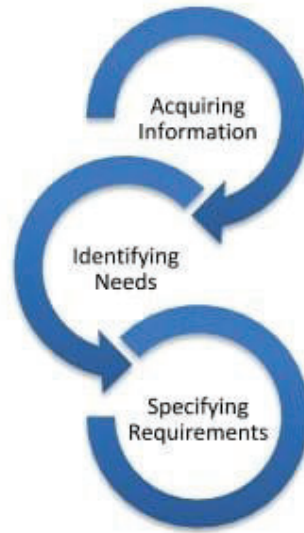 Acquiring
Information
Identifying
Needs
Specifying
Requirements